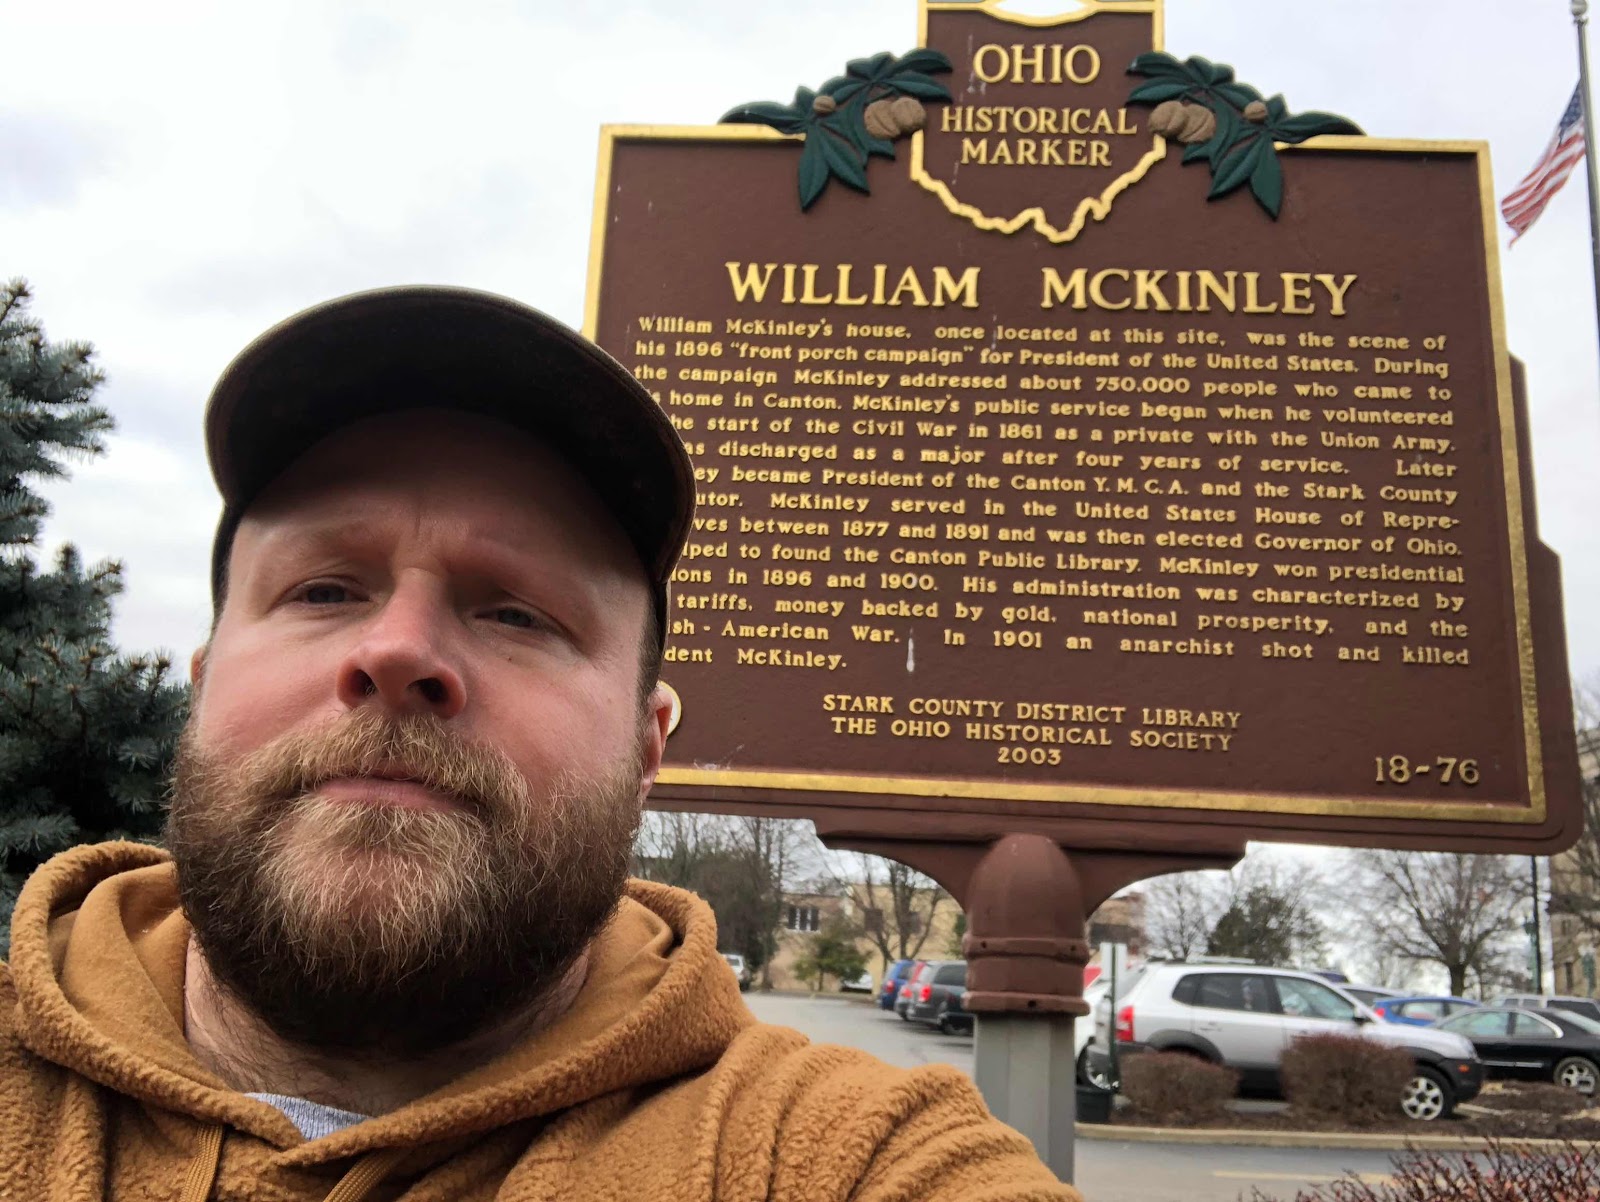 OHIO
HISTORICAL
MARKER
WILLIAM MCKINLEY
William McKinley's house, once located at this site, was the scene of
his 1896 "front porch campaign" for President of the United States. During
the campaign McKinley addressed about 750,000 people who came to
home in Canton. McKinley's public service began when he volunteered
start of the Civil War in 1861 as a private with the Union Army.
discharged as a major after four years of service. Later
became President of the Canton Y.M.C.A. and the Stark County
McKinley served in the United States House of Repre-
between 1877 and 1891 and was then elected Governor of Ohio.
to found the Canton Public Library. McKinley won presidential
in 1896 and 1900. His administration was characterized by
tariffs, money backed by gold, national prosperity, and the
- American War. In 1901 an anarchist shot and killed
McKinley.
STARK COUNTY DISTRICT LIBRARY
THE OHIO HISTORICAL SOCIETY
2003
18-76